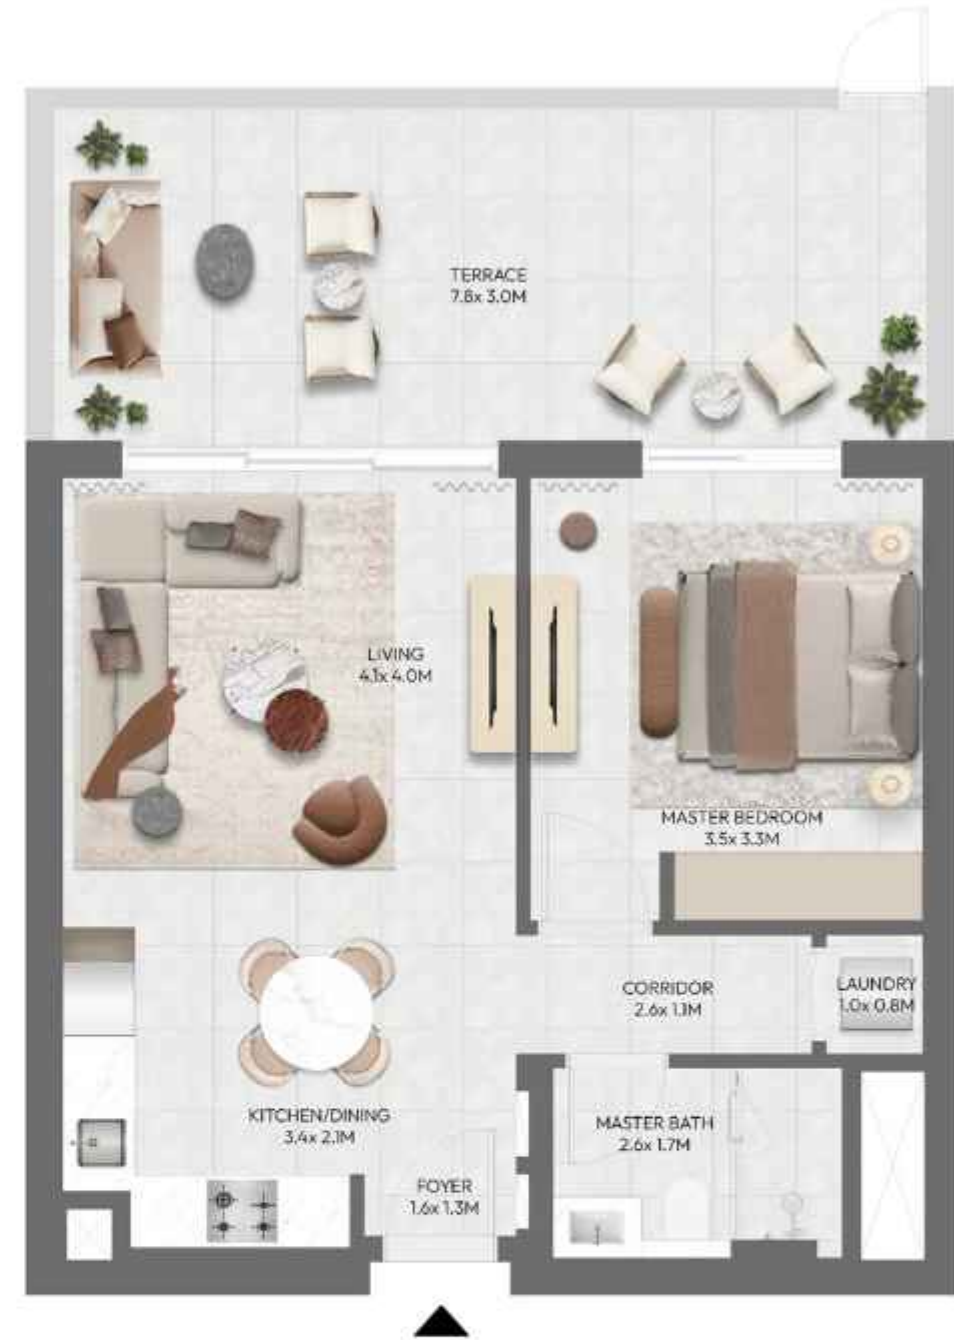 TERRACE
7.8x 3.0M
LIVING
4.1x 4.0M
MASTER BEDROOM
3.5x 3.3M
CORRIDOR
2.6x 1.1M
LAUNDRY
1.0x 0.8M
KITCHEN/DINING
3.4x 2.1M
MASTER BATH
2.6x 1.7M
FOYER
1.6x 1.3M